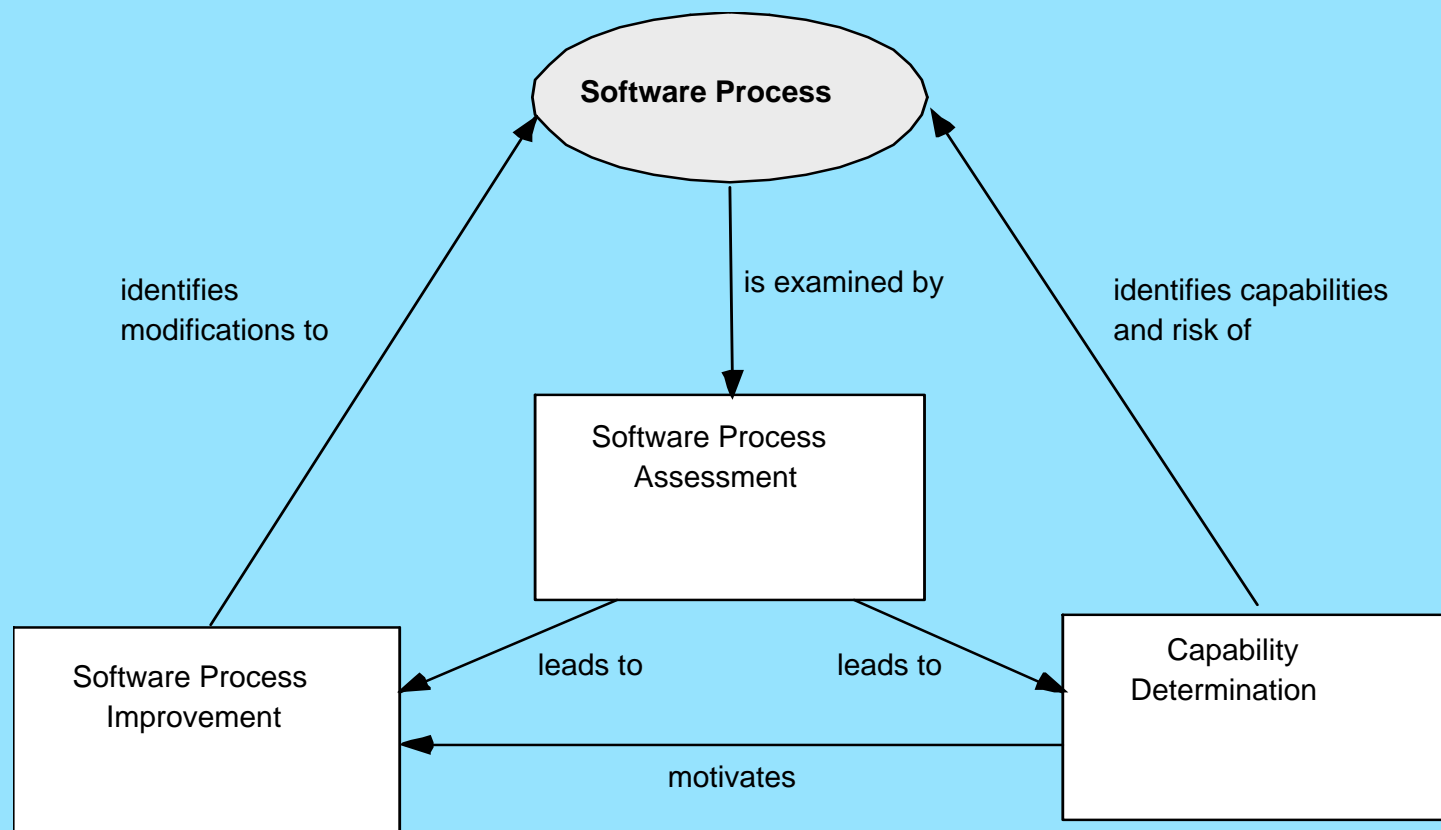 Software Process
identifies
modifications to
is examined by
identifies capabilities
and risk of
Software Process
Assessment
leads to
leads to
Software Process
Improvement
Capability
Determination
motivates